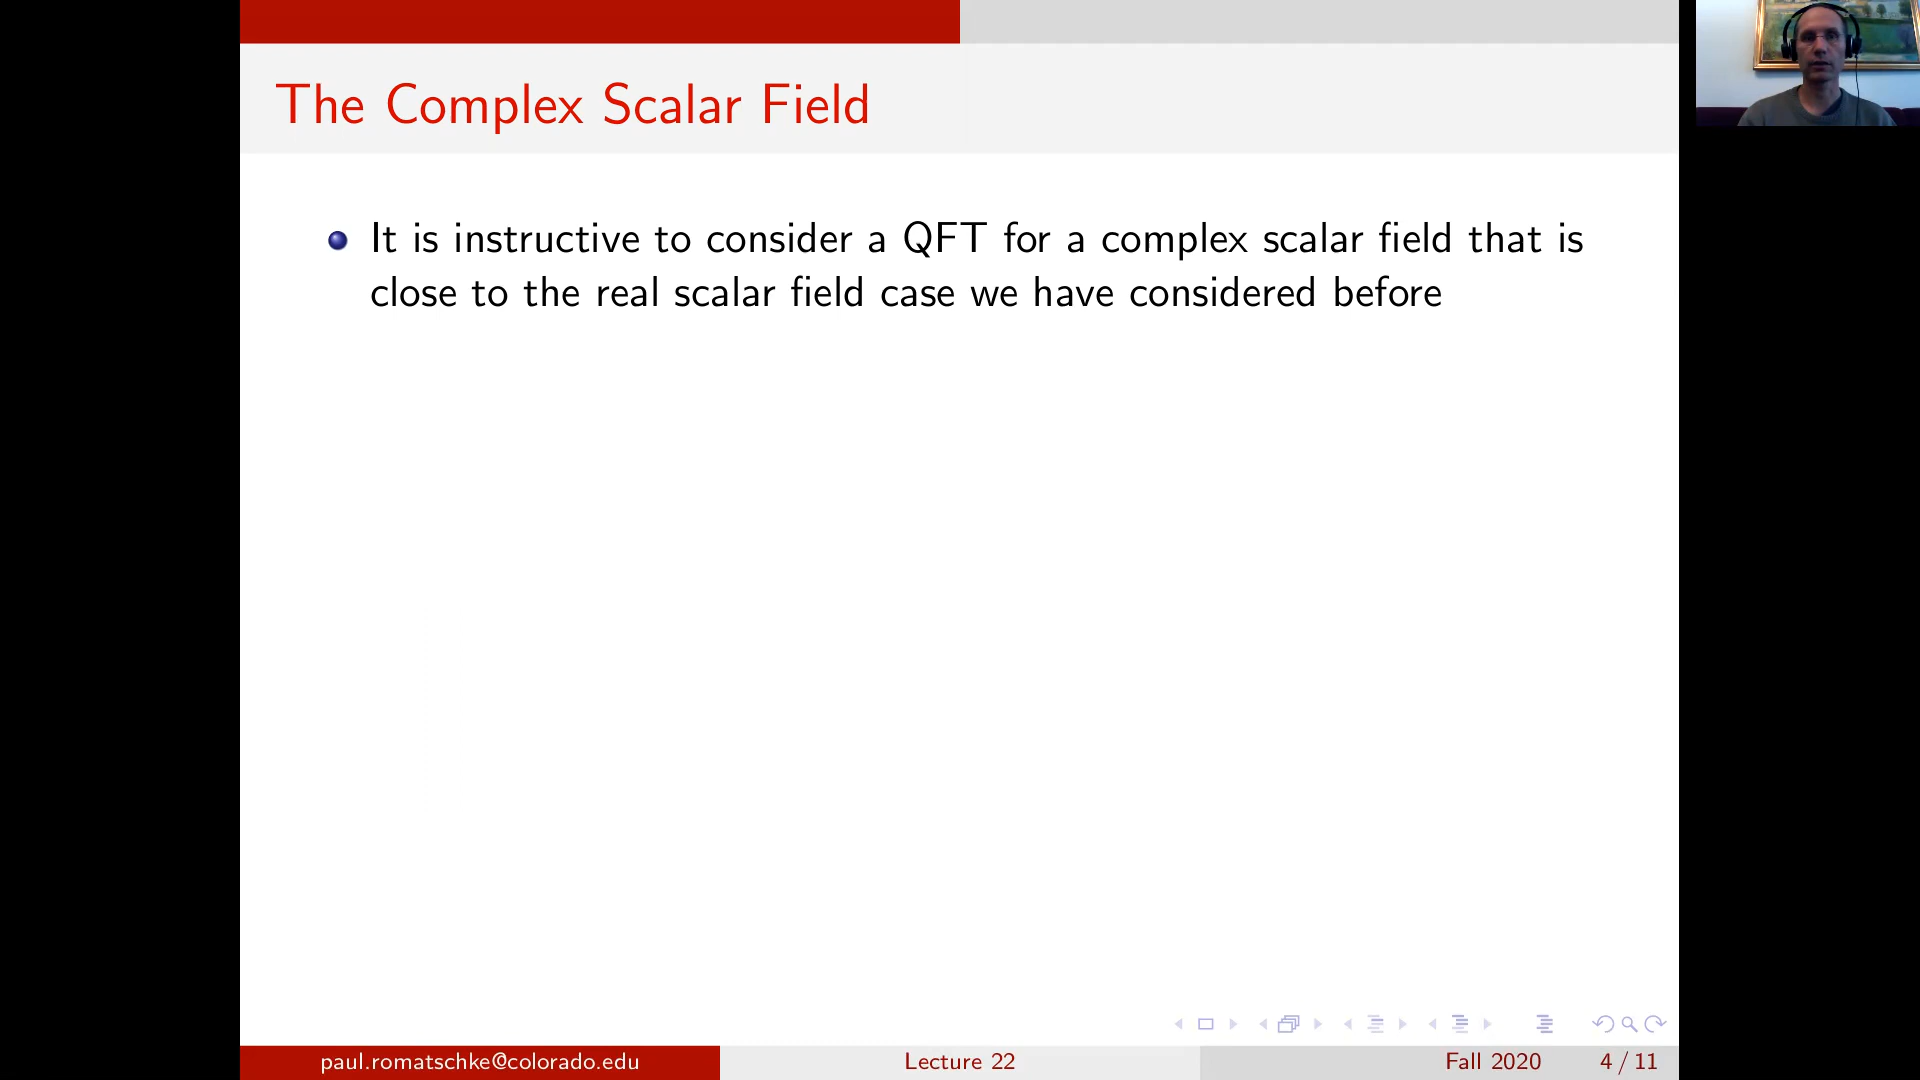 The Complex Scalar Field
It is instructive to consider a QFT for a complex scalar field that is
close to the real scalar field case we have considered before
paul.romatschke@colorado.edu
Lecture 22
Fall 2020
4 / 11